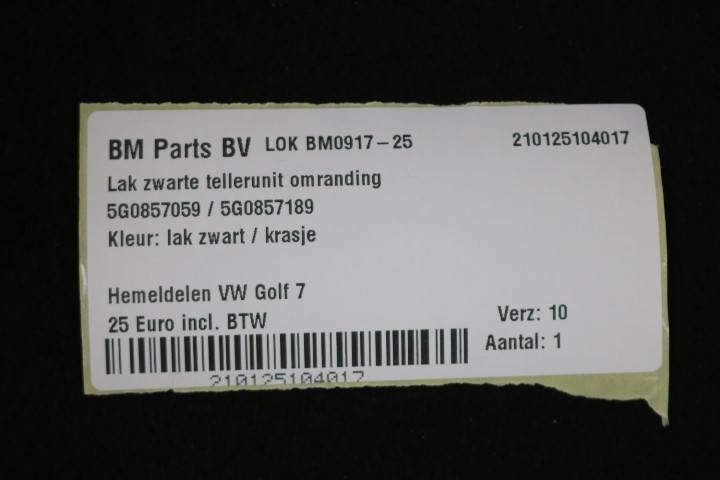 BM Parts BV LOK BM0917-25 210125104017
Lak zwarte tellerunit omranding
5G0857059 / 5G0857189
Kleur: lak zwart / krasje
Hemeldelen VW Golf 7
25 Euro incl. BTW
Verz: 10
Aantal: 1
210125104017